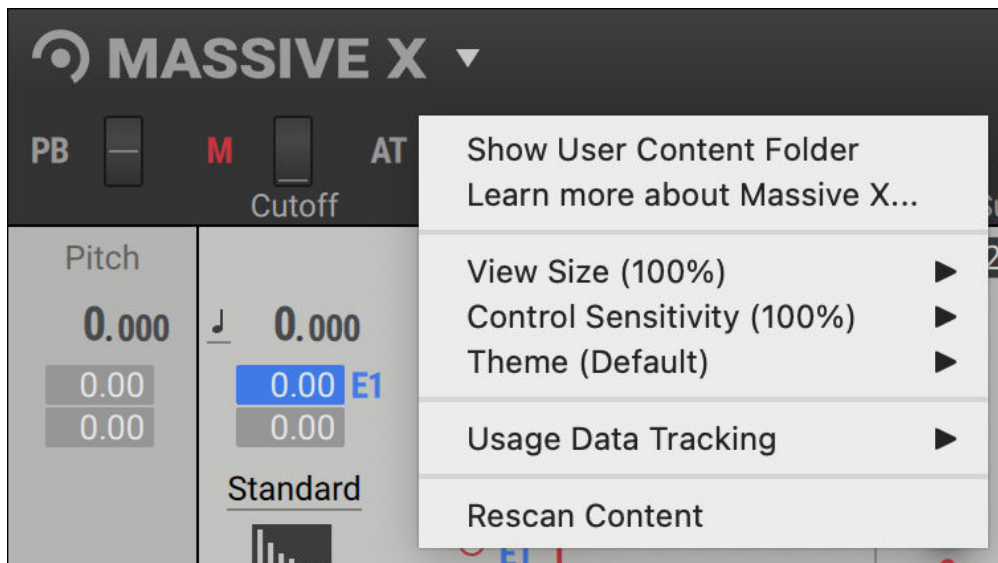 MASSIVE X
PB M AT
Cutoff
Pitch
0.000 0.000
0.00 0.00 E1
0.00 0.00
Standard
Show User Content Folder
Learn more about Massive X...
View Size (100%)
Control Sensitivity (100%)
Theme (Default)
Usage Data Tracking
Rescan Content
E1